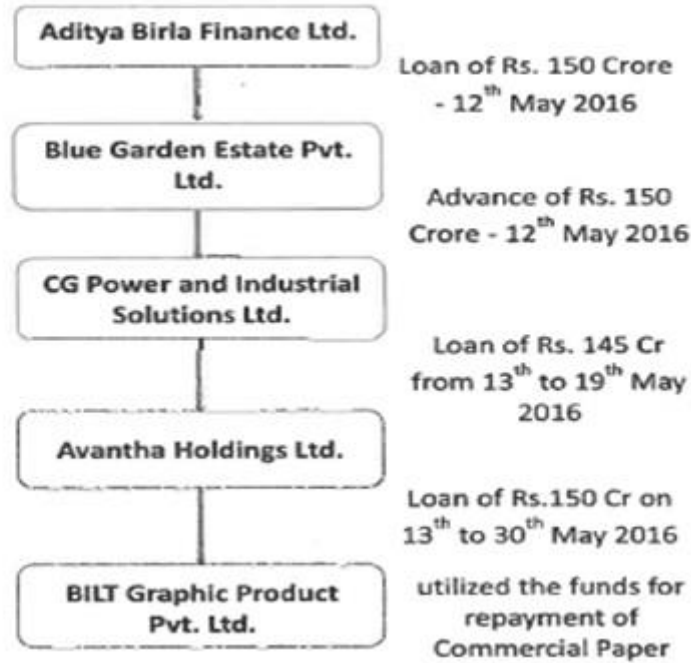 Aditya Birla Finance Ltd.
Loan of Rs. 150 Crore
- 12th May 2016
Blue Garden Estate Pvt.
Ltd.
Advance of Rs. 150
Crore - 12th May 2016
CG Power and Industrial
Solutions Ltd.
Loan of Rs. 145 Cr
from 13th to 19th May
2016
Avantha Holdings Ltd.
Loan of Rs.150 Cr on
13th to 30th May 2016
BILT Graphic Product
Pvt. Ltd.
utilized the funds for
repayment of
Commercial Paper